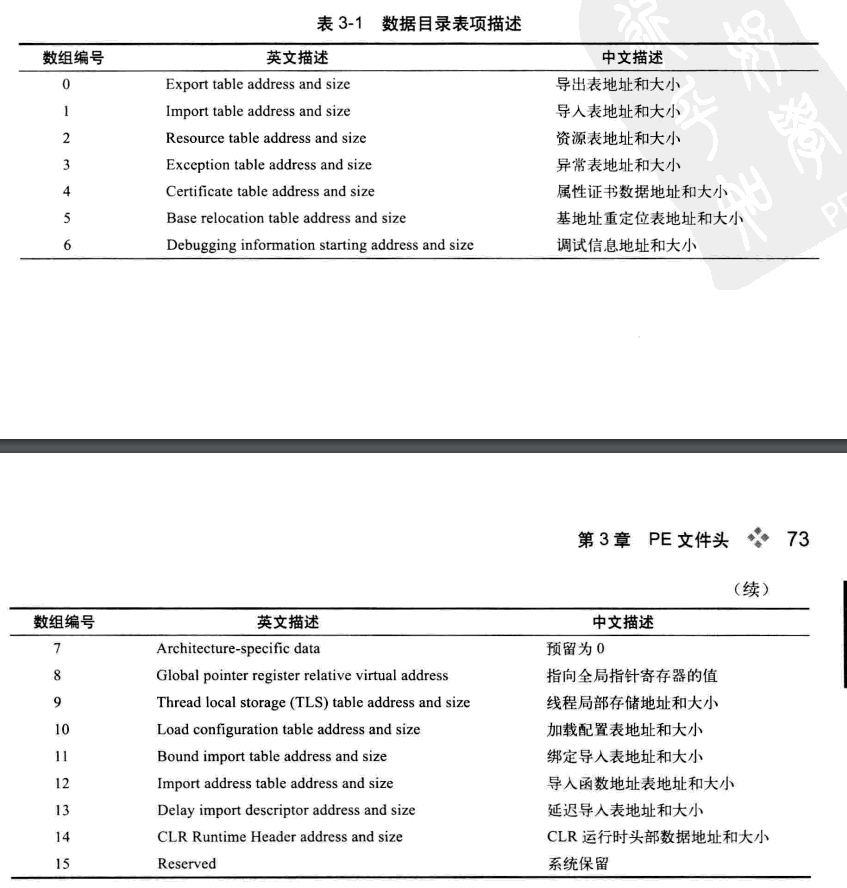 表 3-1 数据目录表项描述
数组编号 英文描述 中文描述
0 Export table address and size 导出表地址和大小
1 Import table address and size 导入表地址和大小
2 Resource table address and size 资源表地址和大小
3 Exception table address and size 异常表地址和大小
4 Certificate table address and size 属性证书数据地址和大小
5 Base relocation table address and size 基地址重定位表地址和大小
6 Debugging information starting address and size 调试信息地址和大小
第 3 章 PE 文件头 73
（续）
数组编号 英文描述 中文描述
7 Architecture-specific data 预留为 0
8 Global pointer register relative virtual address 指向全局指针寄存器的值
9 Thread local storage (TLS) table address and size 线程局部存储地址和大小
10 Load configuration table address and size 加载配置表地址和大小
11 Bound import table address and size 绑定导入表地址和大小
12 Import address table address and size 导入函数地址表地址和大小
13 Delay import descriptor address and size 延迟导入表地址和大小
14 CLR Runtime Header address and size CLR 运行时头部数据地址和大小
15 Reserved 系统保留